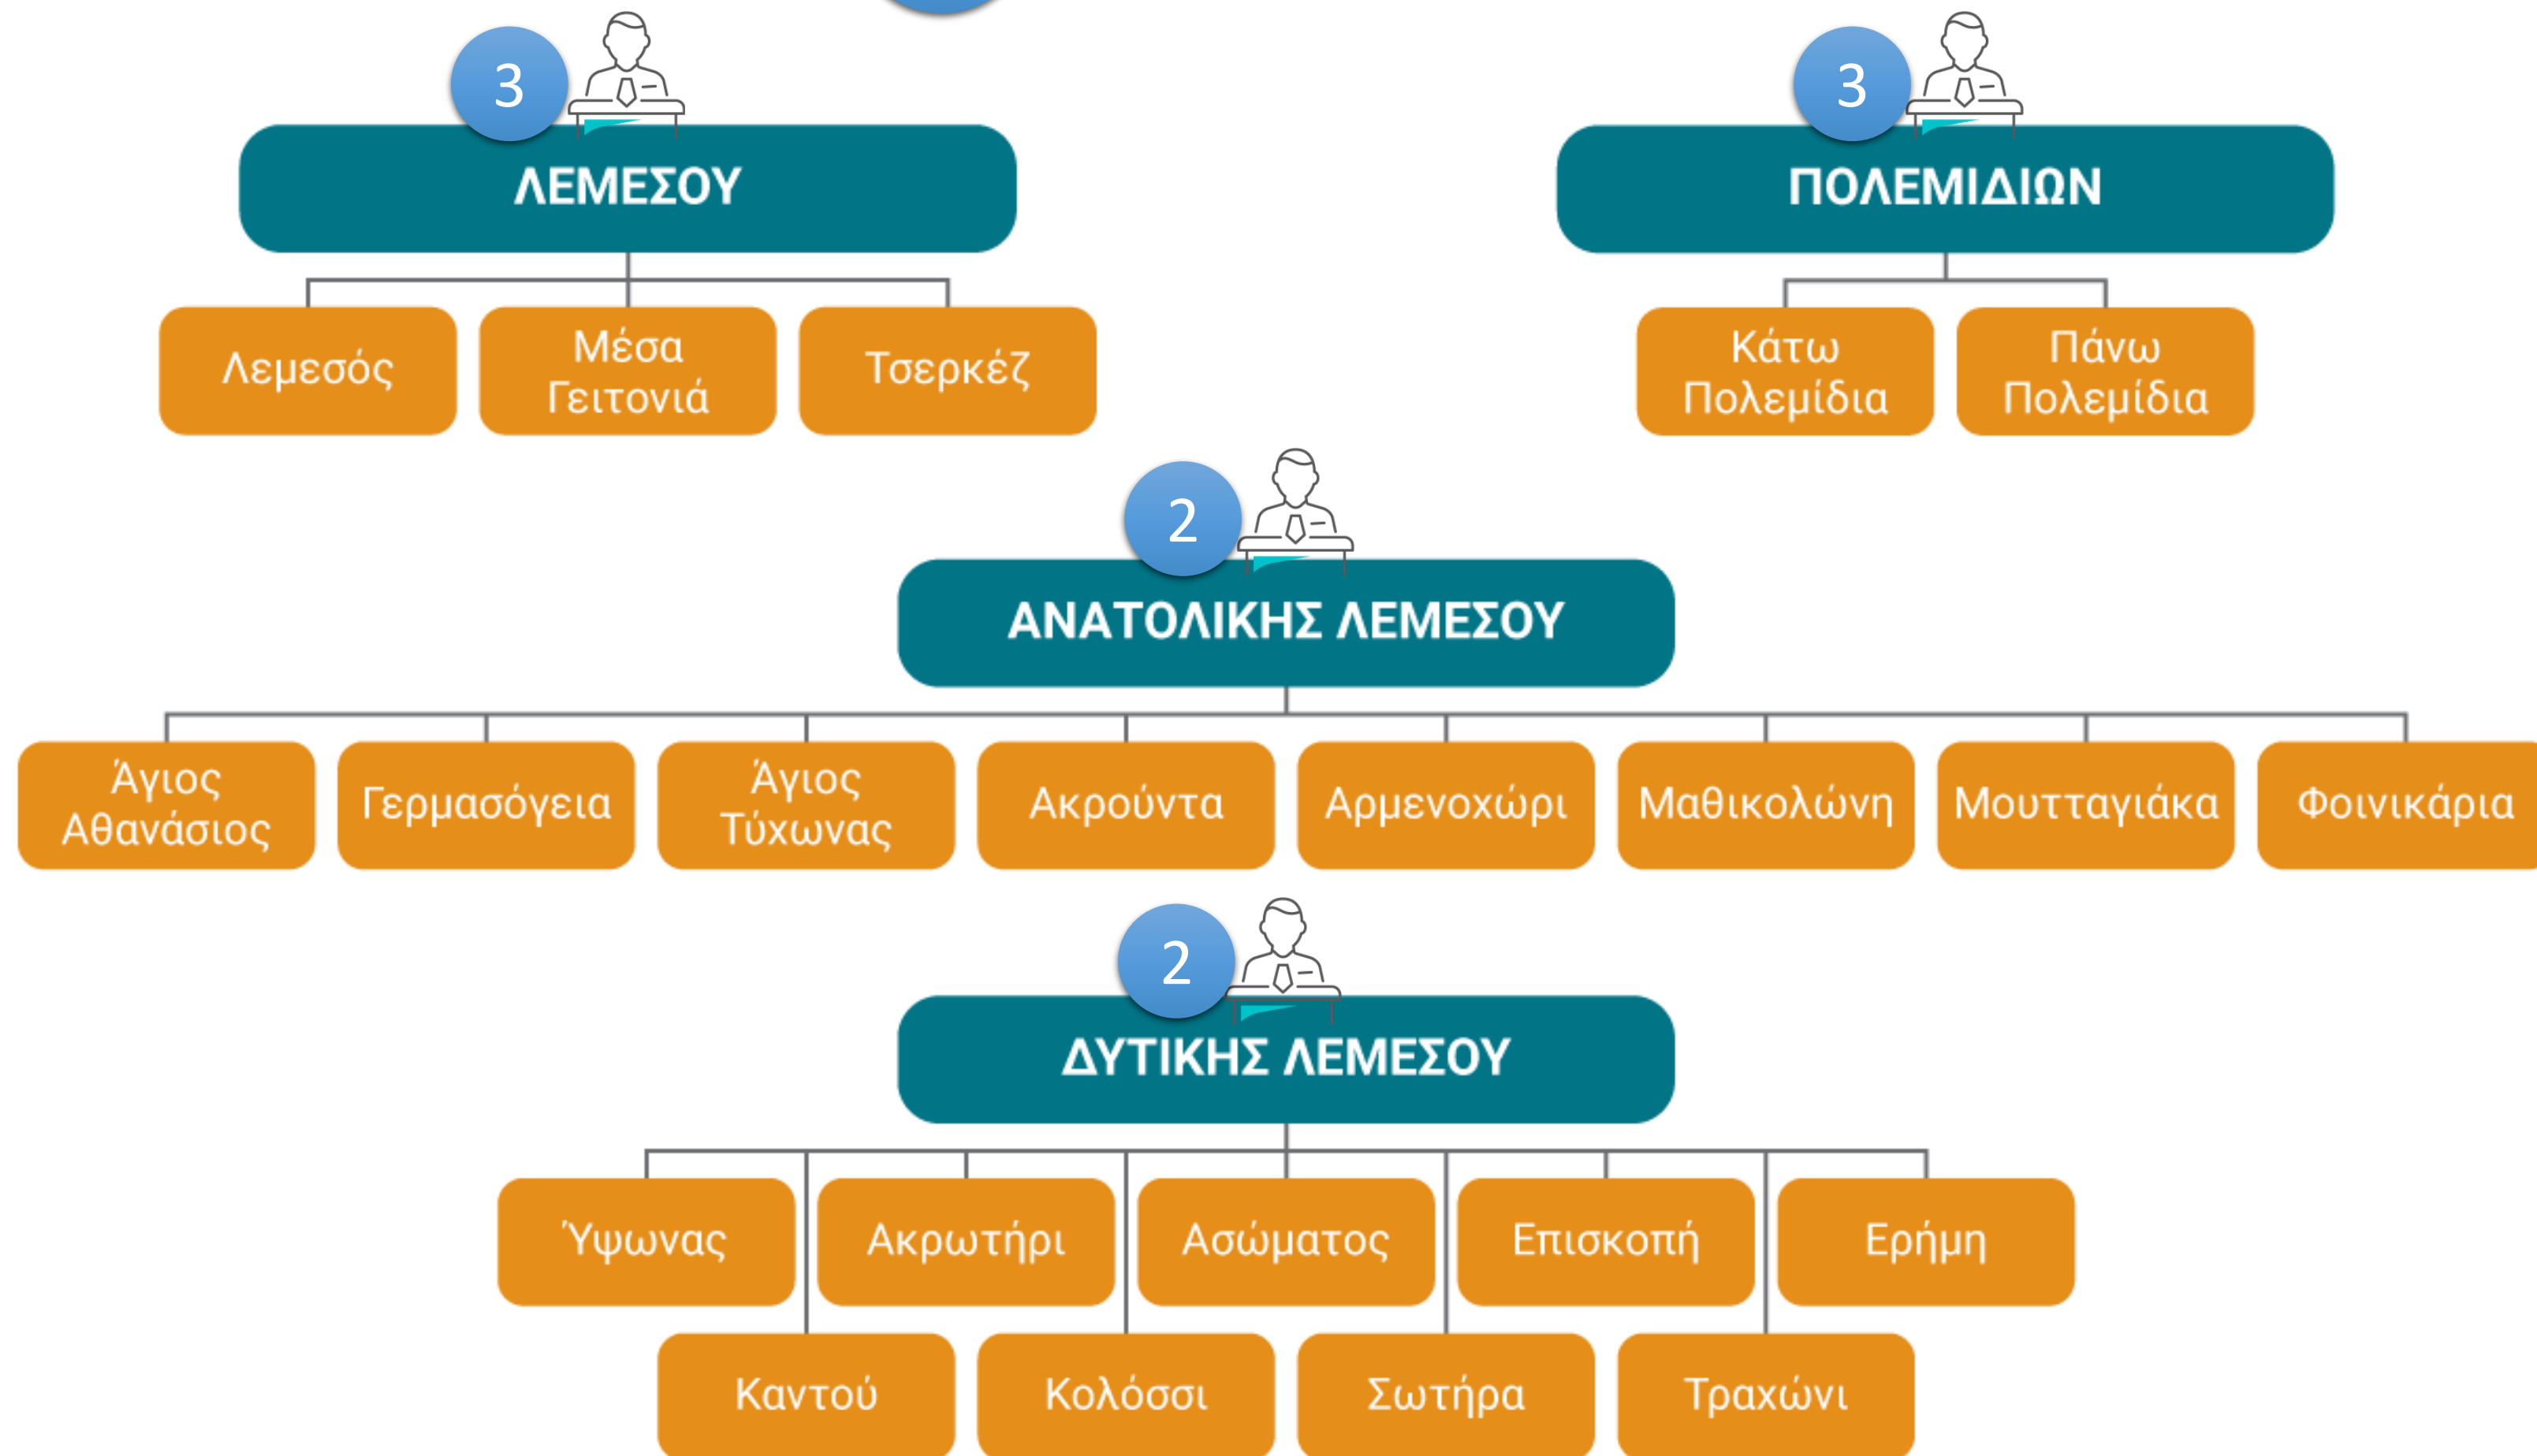 3
ΛΕΜΕΣΟΥ
Λεμεσός
Μέσα
Γειτονιά
Τσερκέζ
3
ΠΟΛΕΜΙΔΙΩΝ
Κάτω
Πολεμίδια
Πάνω
Πολεμίδια
2
ΑΝΑΤΟΛΙΚΗΣ ΛΕΜΕΣΟΥ
Άγιος
Αθανάσιος
Γερμασόγεια
Άγιος
Τύχωνας
Ακρούντα
Αρμενοχώρι
Μαθικολώνη
Μουτταγιάκα
Φοινικάρια
2
ΔΥΤΙΚΗΣ ΛΕΜΕΣΟΥ
Ύψωνας
Ακρωτήρι
Ασώματος
Επισκοπή
Ερήμη
Καντού
Κολόσσι
Σωτήρα
Τραχώνι